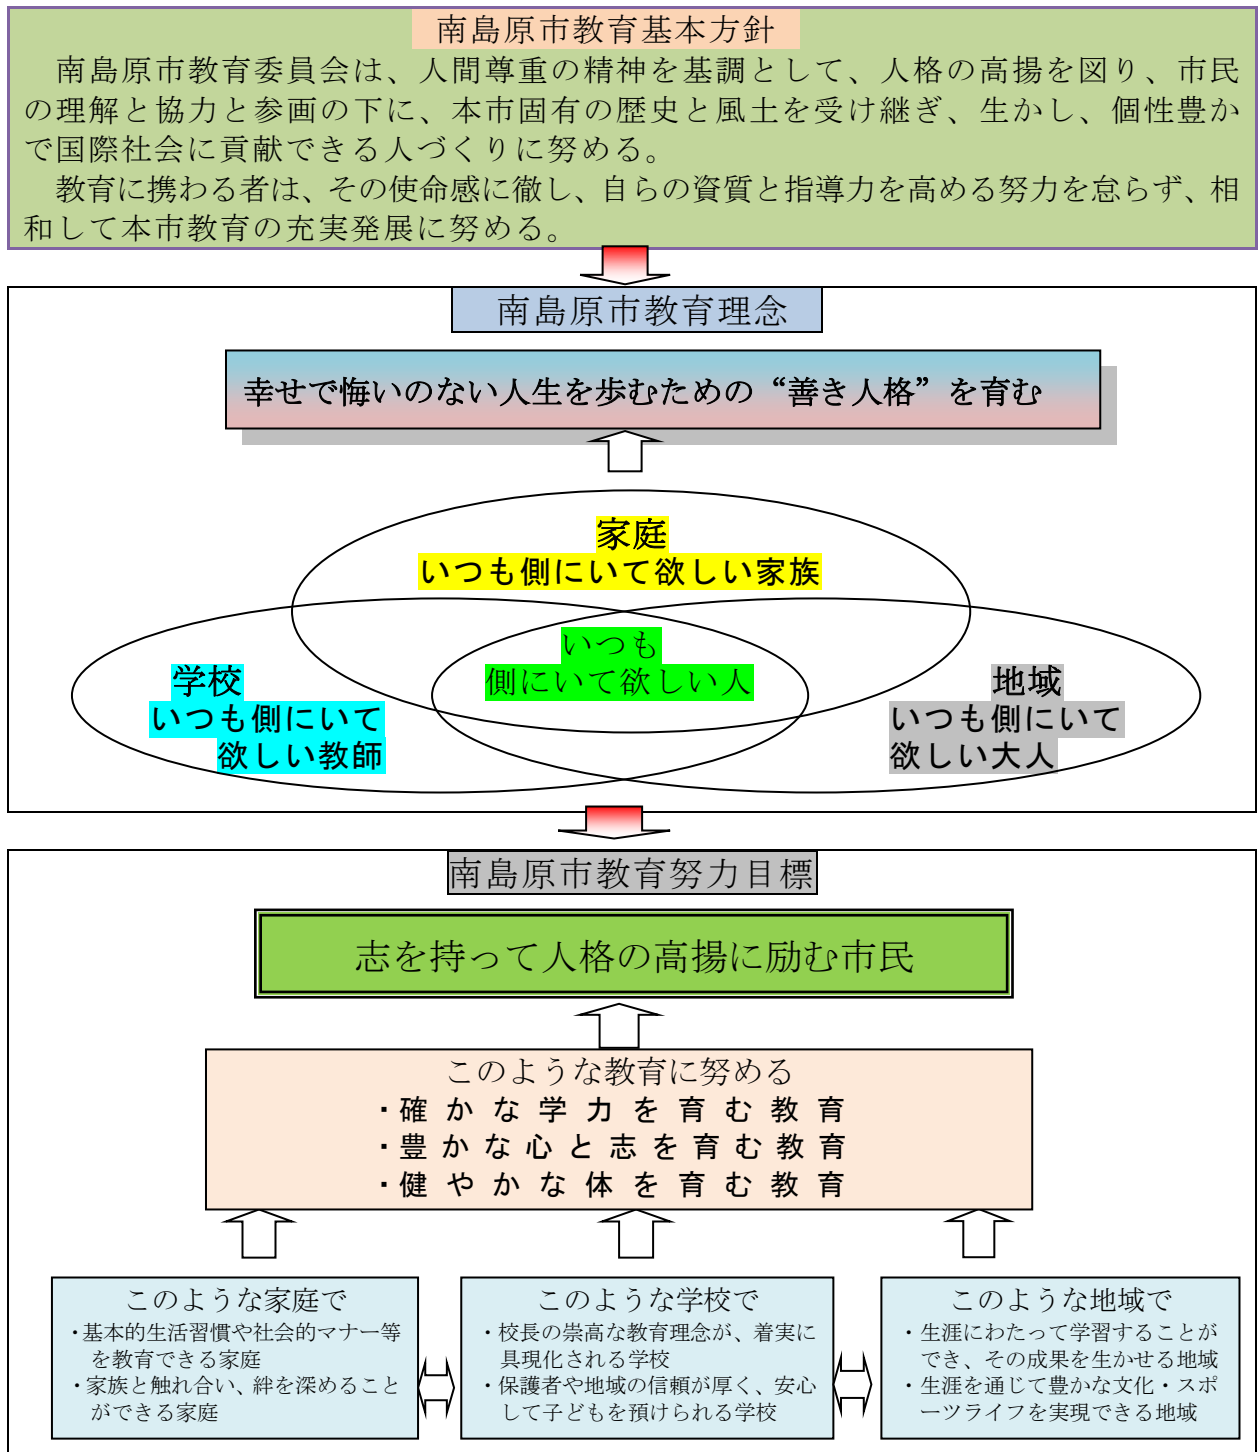 南島原市教育基本方針
南島原市教育委員会は、人間尊重の精神を基調として、人格の高揚を図り、市民
の理解と協力と参画の下に、本市固有の歴史と風土を受け継ぎ、生かし、個性豊か
で国際社会に貢献できる人づくりに努める。
教育に携わる者は、その使命感に徹し、自らの資質と指導力を高める努力を怠らず、相
和して本市教育の充実発展に努める。
南島原市教育理念
幸せで悔いのない人生を歩むための“善き人格”を育む
家庭
いつも側にいて欲しい家族
いつも
側にいて欲しい人
学校
いつも側にいて
欲しい教師
地域
いつも側にいて
欲しい大人
南島原市教育努力目標
志を持って人格の高揚に励む市民
このような教育に努める
・確かな学力を育む教育
・豊かな心と志を育む教育
・健やかな体を育む教育
このような家庭で
・基本的生活習慣や社会的マナー等
を教育できる家庭
・家族と触れ合い、絆を深めること
ができる家庭
このような学校で
・校長の崇高な教育理念が、着実に
具現化される学校
・保護者や地域の信頼が厚く、安心
して子どもを預けられる学校
このような地域で
・生涯にわたって学習することが
でき、その成果を生かせる地域
・生涯を通じて豊かな文化・スポ
ーツライフを実現できる地域